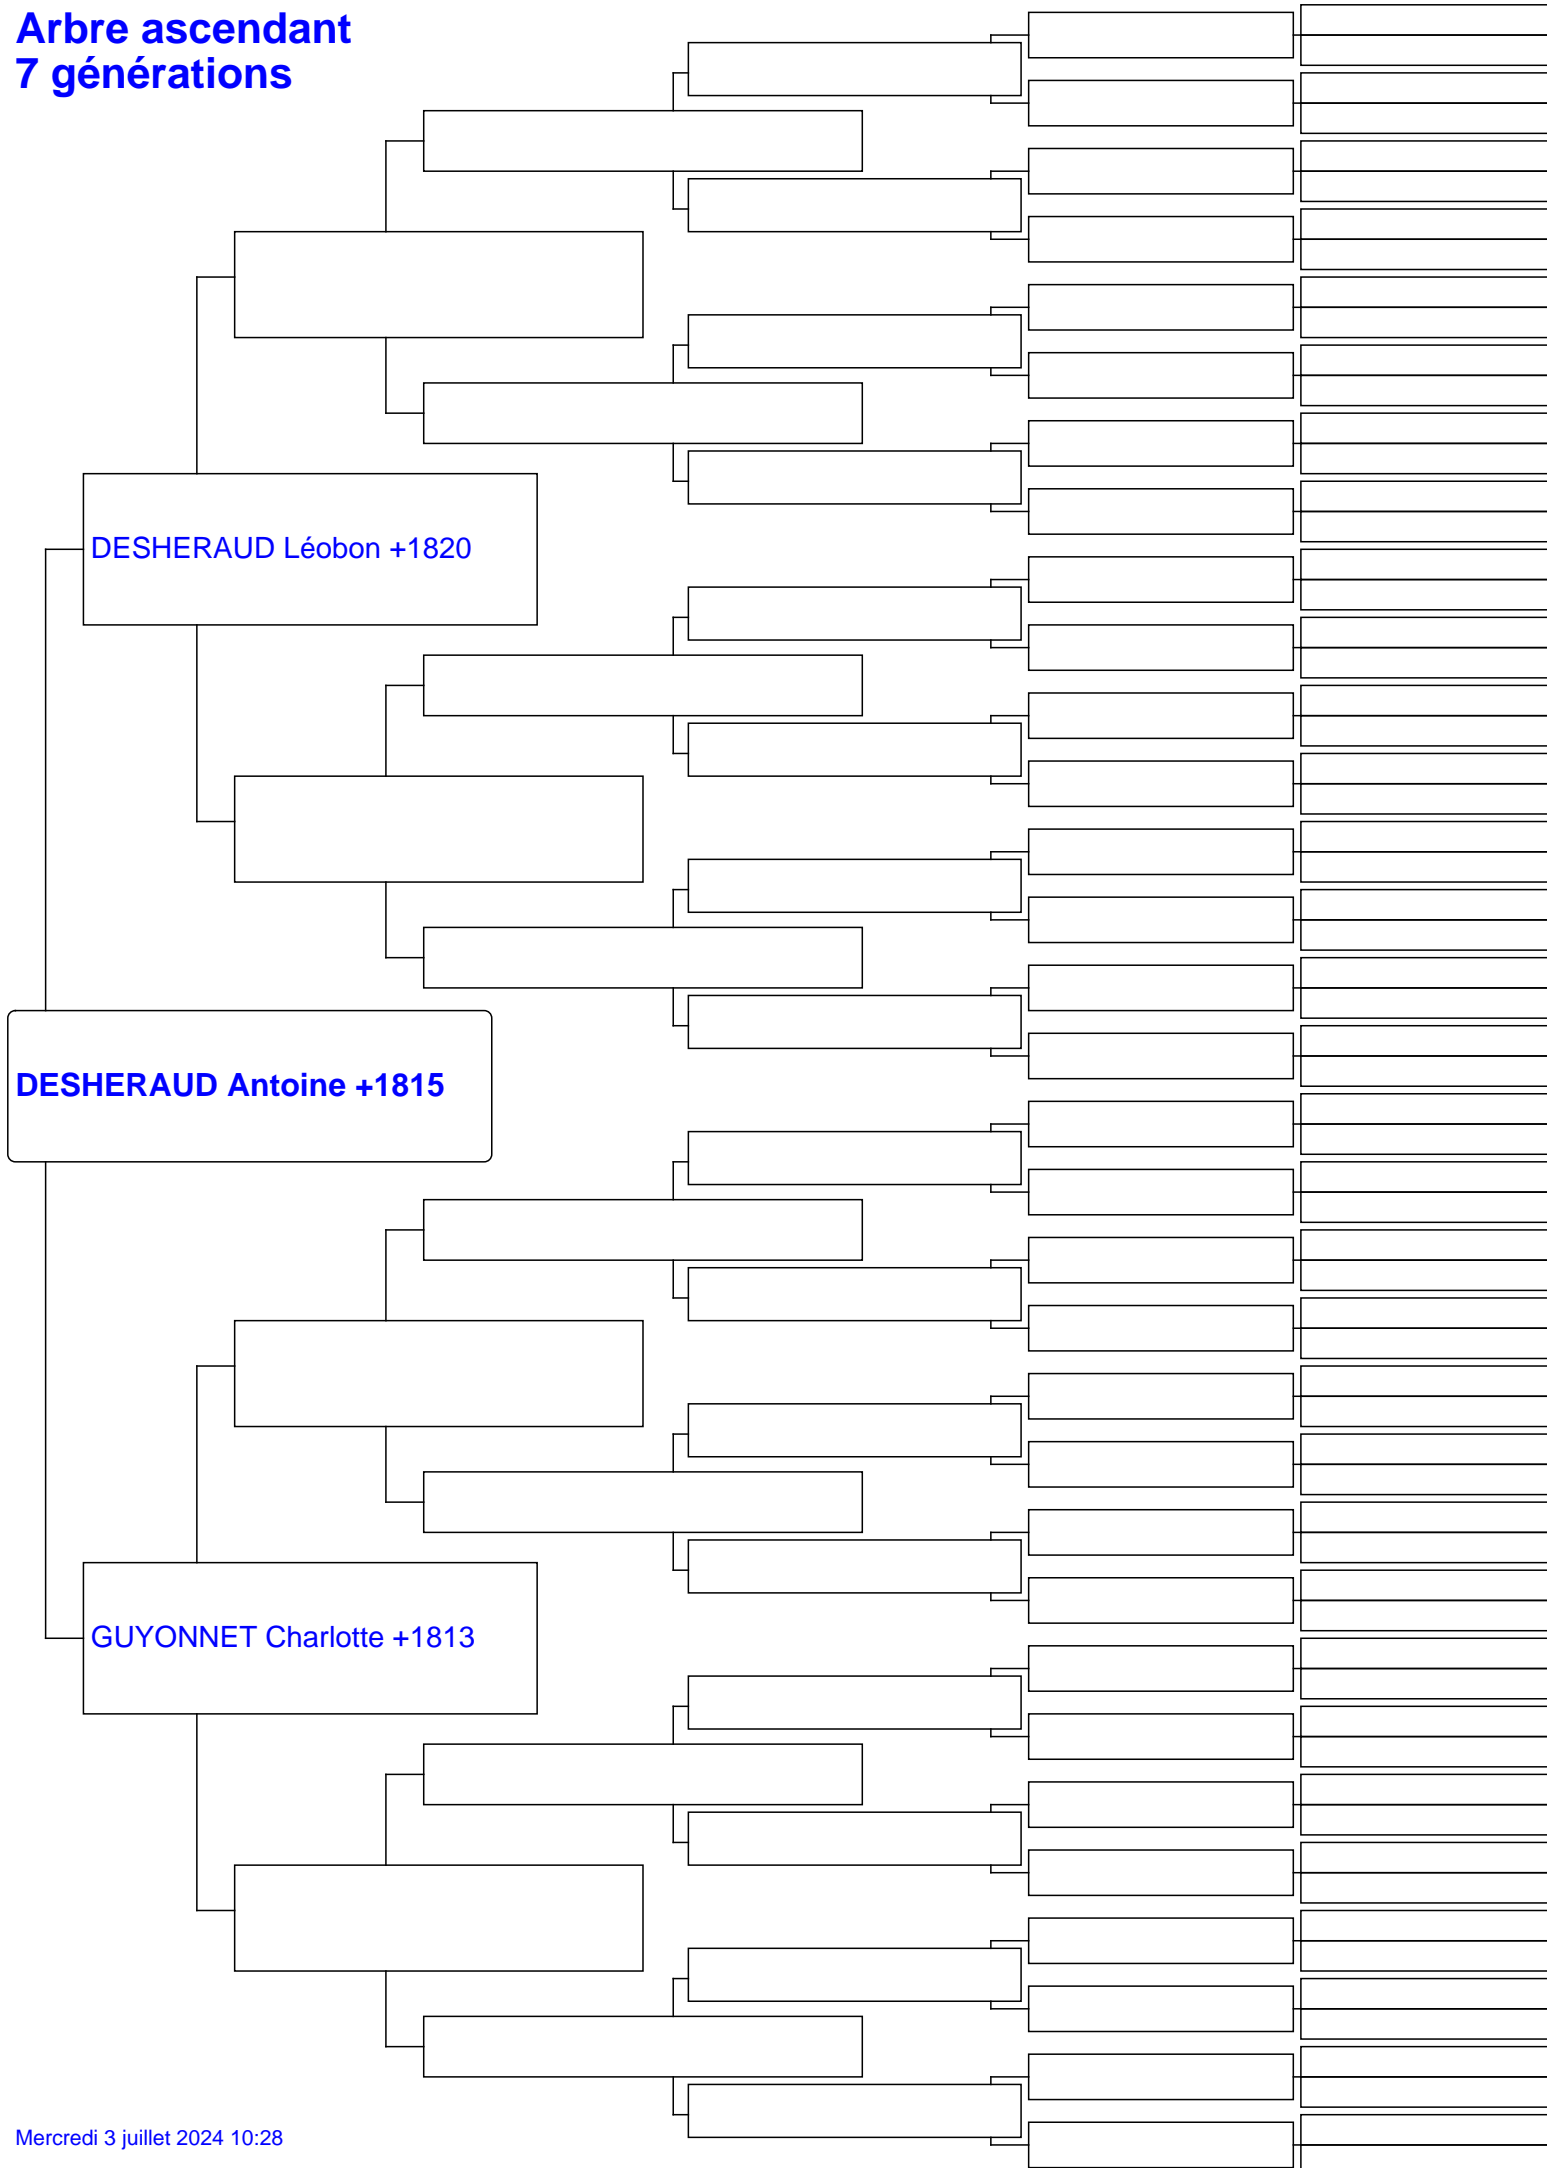 Arbre ascendant
7 générations
DESHERAUD Léobon +1820
DESHERAUD Antoine +1815
GUYONNET Charlotte +1813
Mercredi 3 juillet 2024 10:28